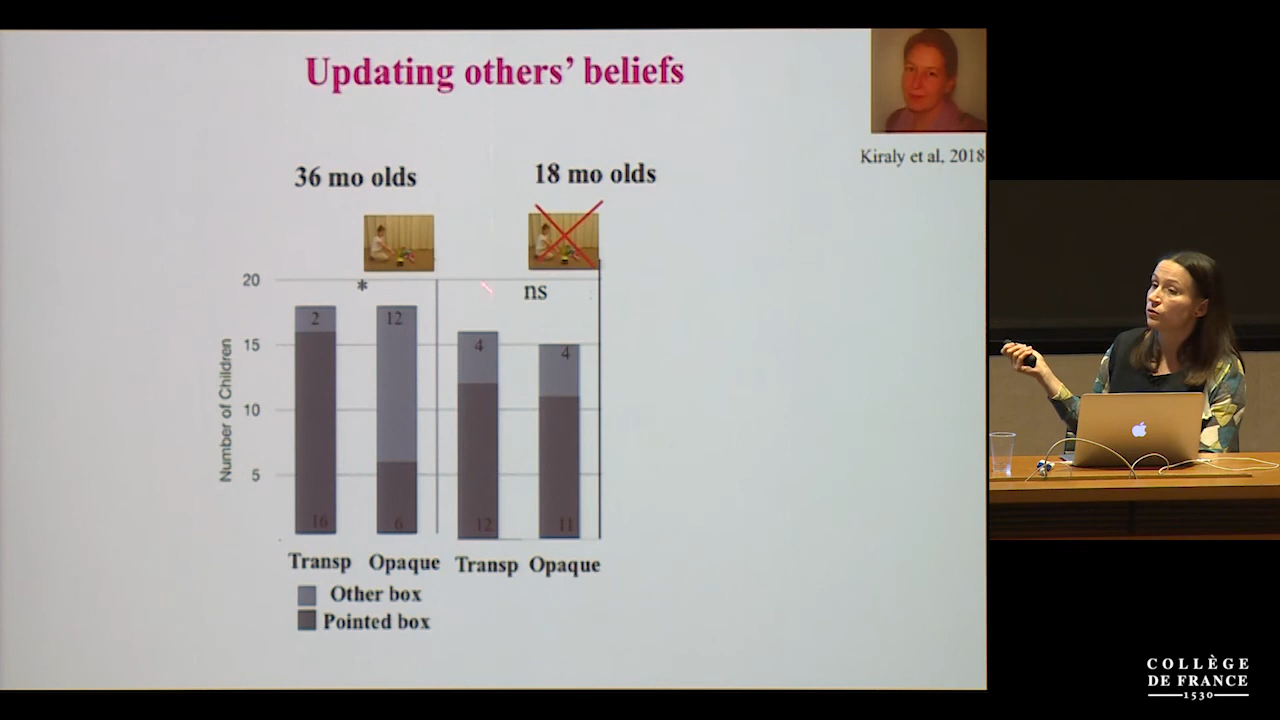 Updating others' beliefs
Kiraly et al, 2018
36 mo olds
18 mo olds
20
*
ns
15
10
5
Number of Children
2
12
4
4
16
6
12
11
Transp
Opaque
Transp
Opaque
Other box
Pointed box
COLLÈGE
DE FRANCE
1530